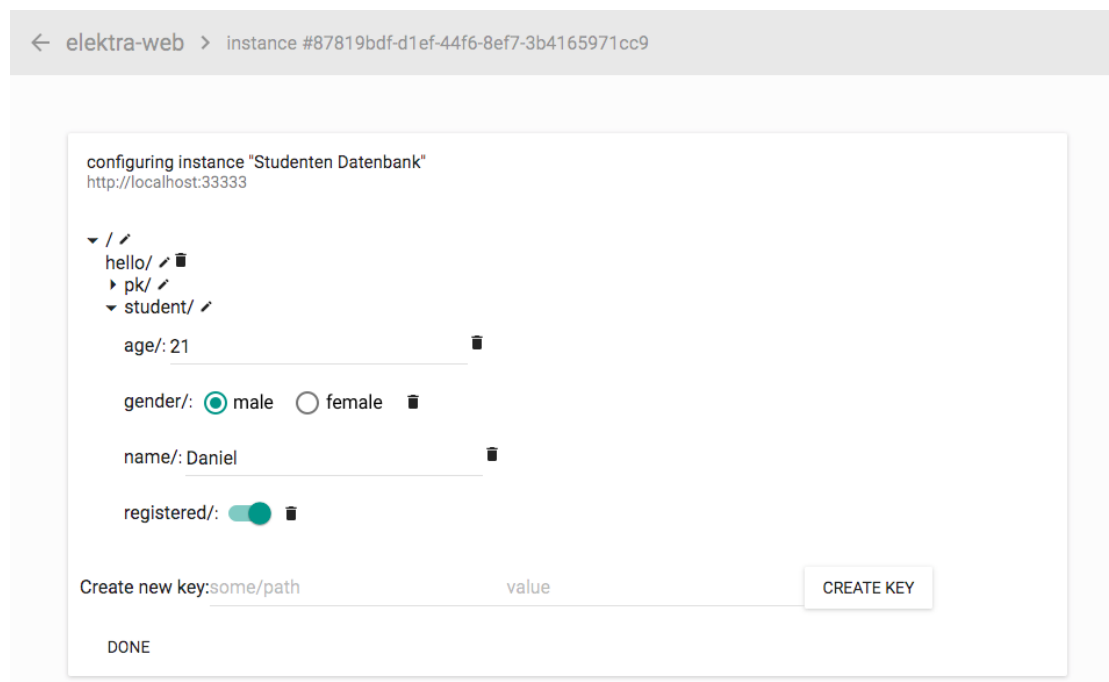 elektra-web > instance #87819bdf-d1ef-44f6-8ef7-3b4165971cc9
configuring instance "Studenten Datenbank"
http://localhost:33333
/
hello/
pk/
student/
age/: 21
gender/: male female
name/: Daniel
registered/:
Create new key: some/path value CREATE KEY
DONE